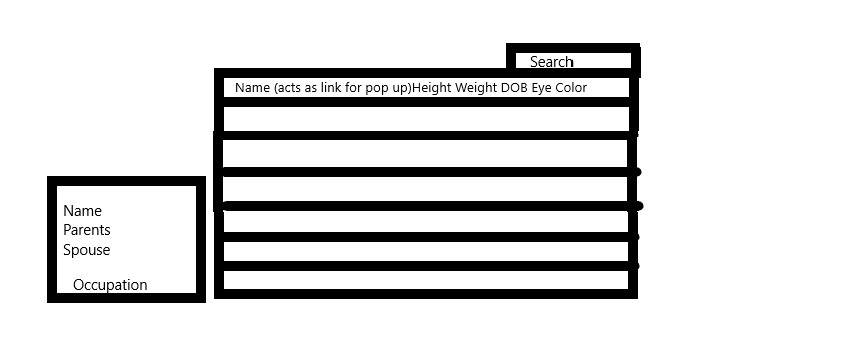 Search
Name (acts as link for pop up)Height Weight DOB Eye Color
Name
Parents
Spouse
Occupation